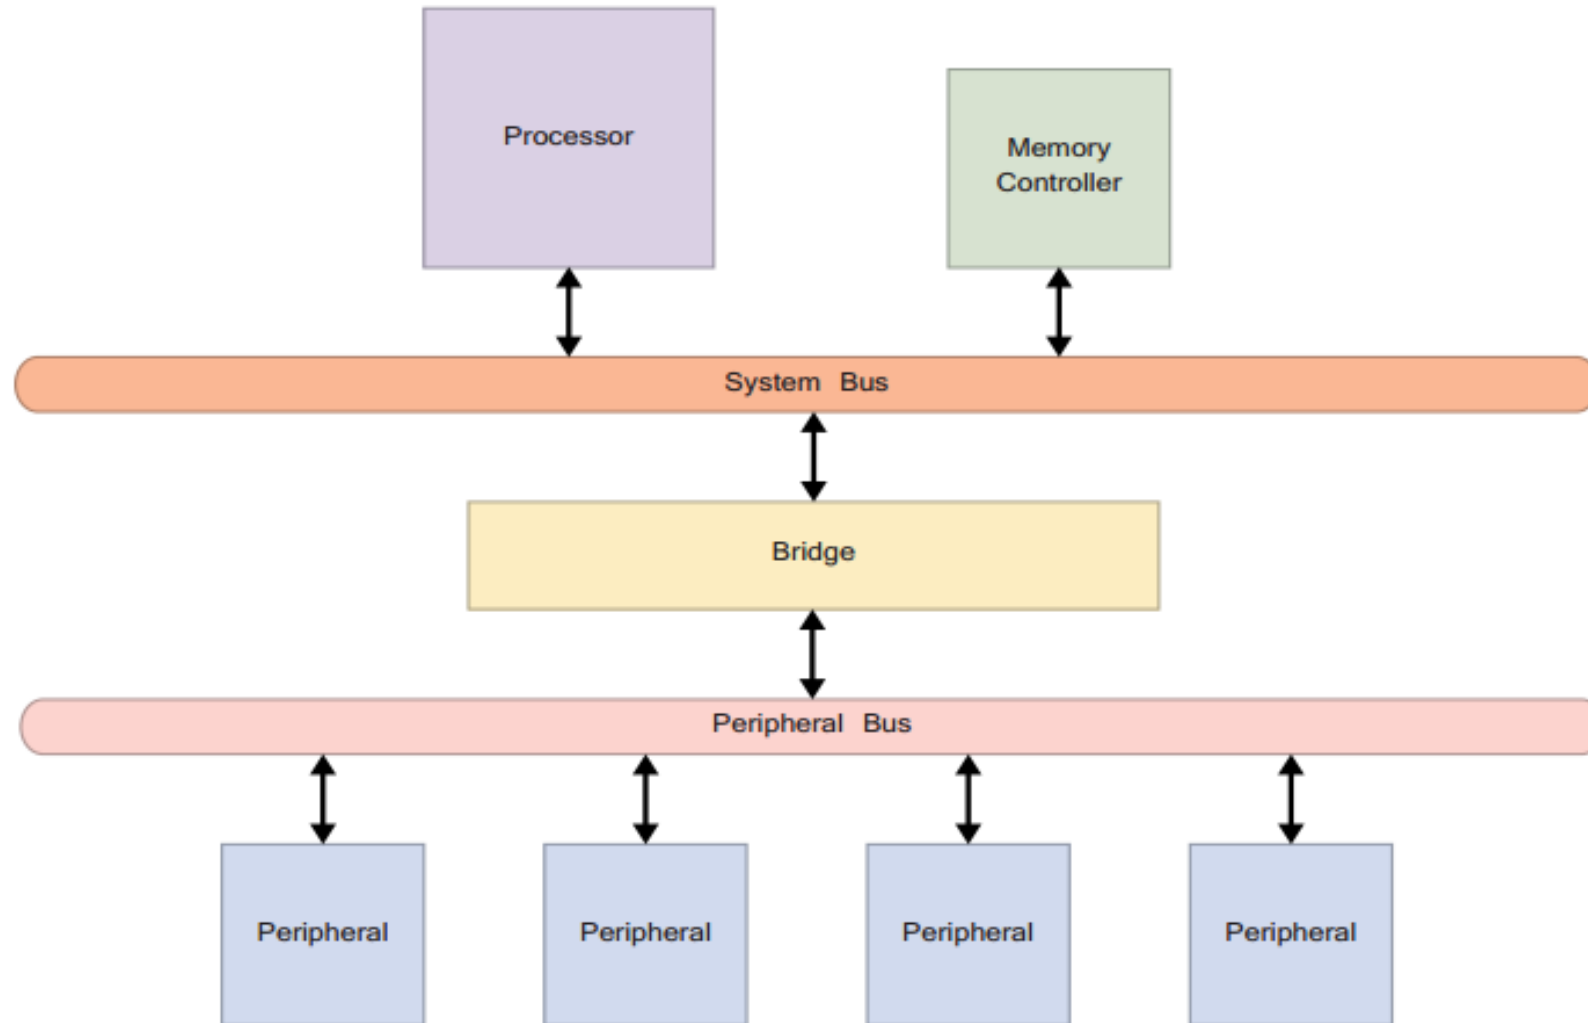 Processor
Memory
Controller
System Bus
Bridge
Peripheral Bus
Peripheral
Peripheral
Peripheral
Peripheral